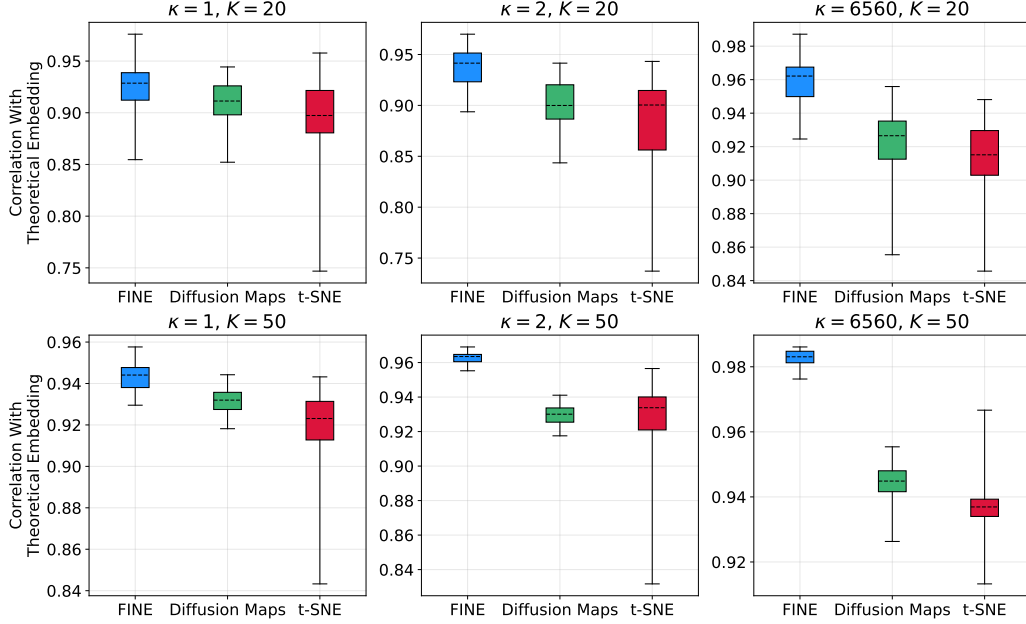 κ = 1, K = 20
κ = 2, K = 20
κ = 6560, K = 20
Correlation With
Theoretical Embedding
0.95
0.90
0.85
0.80
0.75
0.95
0.90
0.85
0.80
0.75
0.98
0.96
0.94
0.92
0.90
0.88
0.86
0.84
FINE Diffusion Maps t-SNE
FINE Diffusion Maps t-SNE
FINE Diffusion Maps t-SNE
κ = 1, K = 50
κ = 2, K = 50
κ = 6560, K = 50
Correlation With
Theoretical Embedding
0.96
0.94
0.92
0.90
0.88
0.86
0.84
0.96
0.94
0.92
0.90
0.88
0.86
0.84
0.98
0.96
0.94
0.92
FINE Diffusion Maps t-SNE
FINE Diffusion Maps t-SNE
FINE Diffusion Maps t-SNE